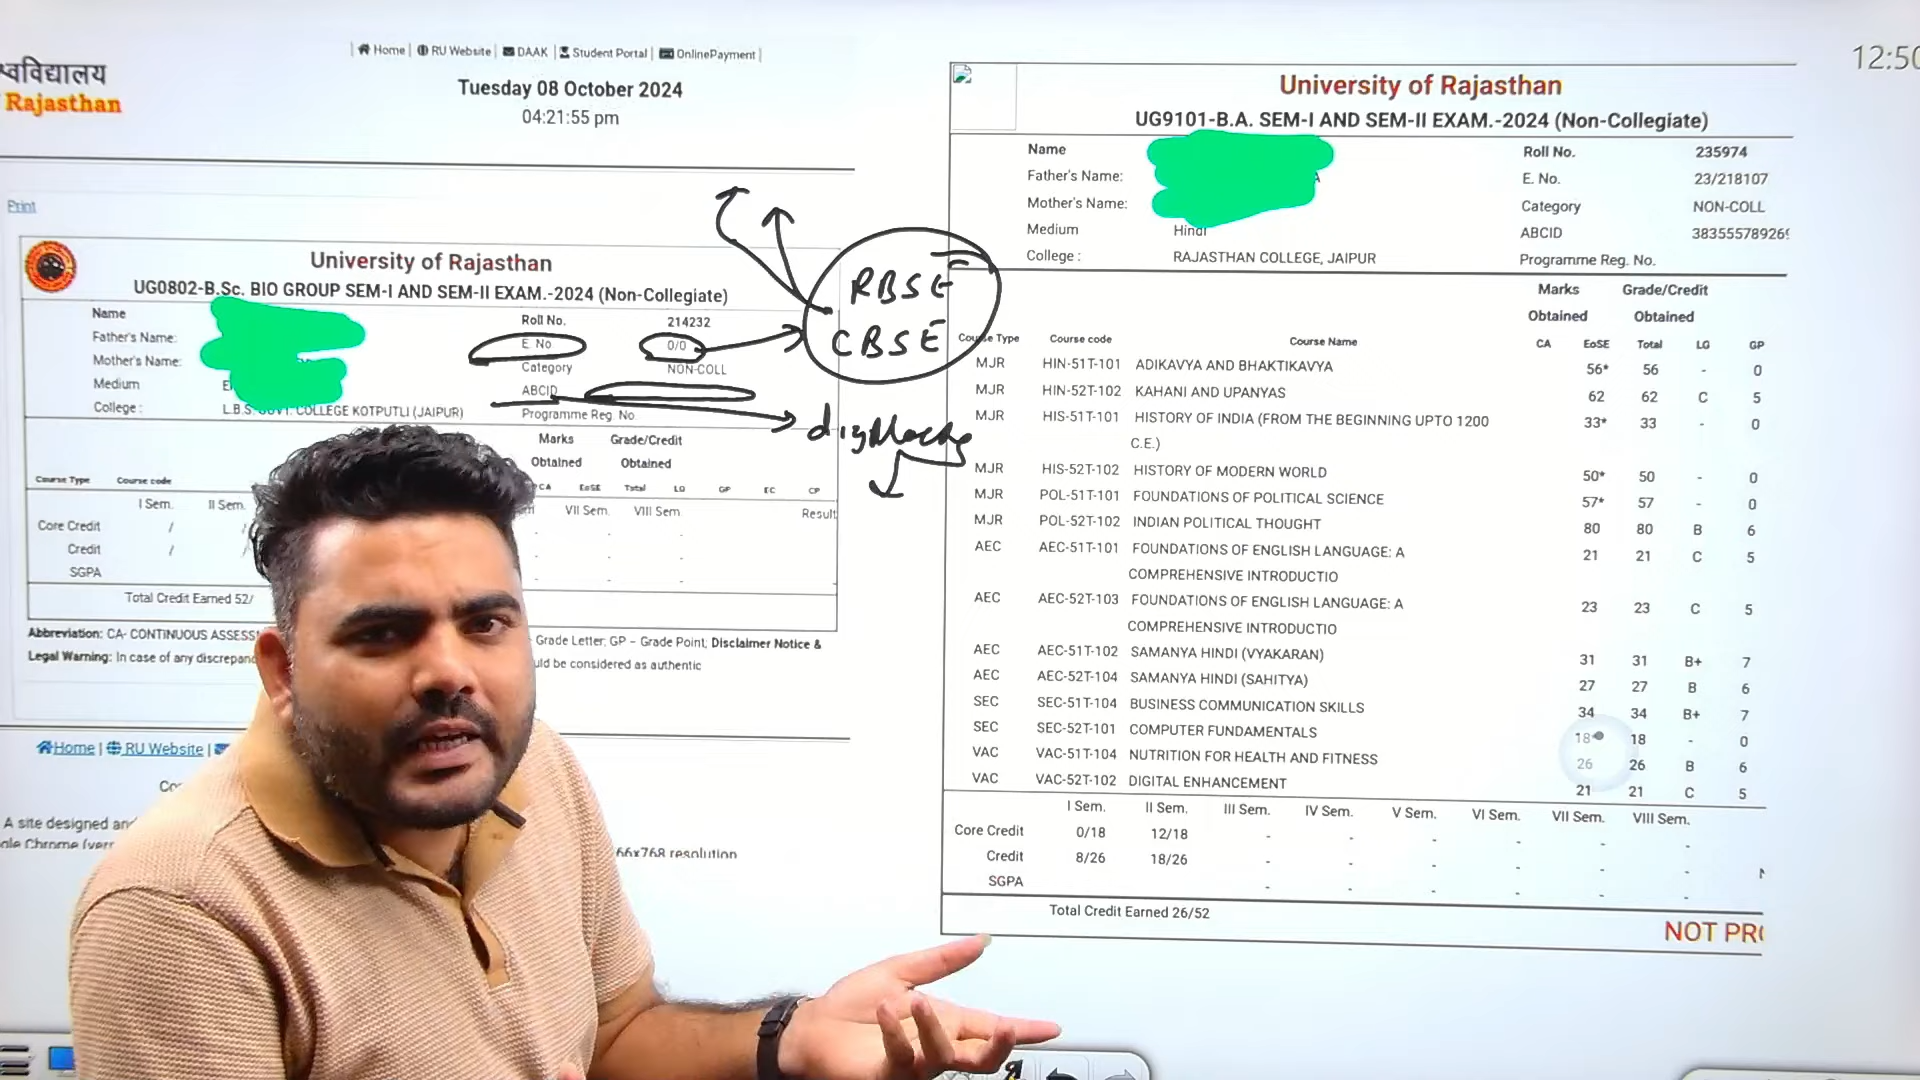 Home | RU Website | DAAK | Student Portal | OnlinePayment |
Tuesday 08 October 2024
04:21:55 pm
Rajasthan
Print
University of Rajasthan
UG0802-B.Sc. BIO GROUP SEM-I AND SEM-II EXAM.-2024 (Non-Collegiate)
Name
Roll No. 214232
Father's Name:
E. No 0/0
Mother's Name:
Category NON-COLL
Medium
ABCID
College : L.B.S. GOVT. COLLEGE KOTPUTLI (JAIPUR)
Programme Reg. No.
Marks Grade/Credit
Obtained Obtained
Course Type Course code CA EoSE Total LG GP EC CP
I Sem. II Sem. VII Sem. VIII Sem. Result
Core Credit / /
Credit /
SGPA
Total Credit Earned 52/
Abbreviation: CA- CONTINUOUS ASSESS Grade Letter; GP – Grade Point; Disclaimer Notice &
Legal Warning: In case of any discrepanc uld be considered as authentic
Home | RU Website |
A site designed an
gle Chrome (ver 66x768 resolution
RBSE
CBSE
12:50
University of Rajasthan
UG9101-B.A. SEM-I AND SEM-II EXAM.-2024 (Non-Collegiate)
Name
Roll No. 235974
Father's Name:
E. No. 23/218107
Mother's Name:
Category NON-COLL
Medium Hindi
ABCID 383555789269
College : RAJASTHAN COLLEGE, JAIPUR
Programme Reg. No.
Marks Grade/Credit
Obtained Obtained
Course Type Course code Course Name CA EoSE Total LG GP
MJR HIN-51T-101 ADIKAVYA AND BHAKTIKAVYA 56* 56 - 0
MJR HIN-52T-102 KAHANI AND UPANYAS 62 62 C 5
MJR HIS-51T-101 HISTORY OF INDIA (FROM THE BEGINNING UPTO 1200 33* 33 - 0
C.E.)
MJR HIS-52T-102 HISTORY OF MODERN WORLD 50* 50 - 0
MJR POL-51T-101 FOUNDATIONS OF POLITICAL SCIENCE 57* 57 - 0
MJR POL-52T-102 INDIAN POLITICAL THOUGHT 80 80 B 6
AEC AEC-51T-101 FOUNDATIONS OF ENGLISH LANGUAGE: A 21 21 C 5
COMPREHENSIVE INTRODUCTIO
AEC AEC-52T-103 FOUNDATIONS OF ENGLISH LANGUAGE: A 23 23 C 5
COMPREHENSIVE INTRODUCTIO
AEC AEC-51T-102 SAMANYA HINDI (VYAKARAN) 31 31 B+ 7
AEC AEC-52T-104 SAMANYA HINDI (SAHITYA) 27 27 B 6
SEC SEC-51T-104 BUSINESS COMMUNICATION SKILLS 34 34 B+ 7
SEC SEC-52T-101 COMPUTER FUNDAMENTALS 18* 18 - 0
VAC VAC-51T-104 NUTRITION FOR HEALTH AND FITNESS 26 26 B 6
VAC VAC-52T-102 DIGITAL ENHANCEMENT 21 21 C 5
I Sem. II Sem. III Sem. IV Sem. V Sem. VI Sem. VII Sem. VIII Sem.
Core Credit 0/18 12/18 - - - - - -
Credit 8/26 18/26 - - - - - -
SGPA - - - - - -
Total Credit Earned 26/52
NOT PR